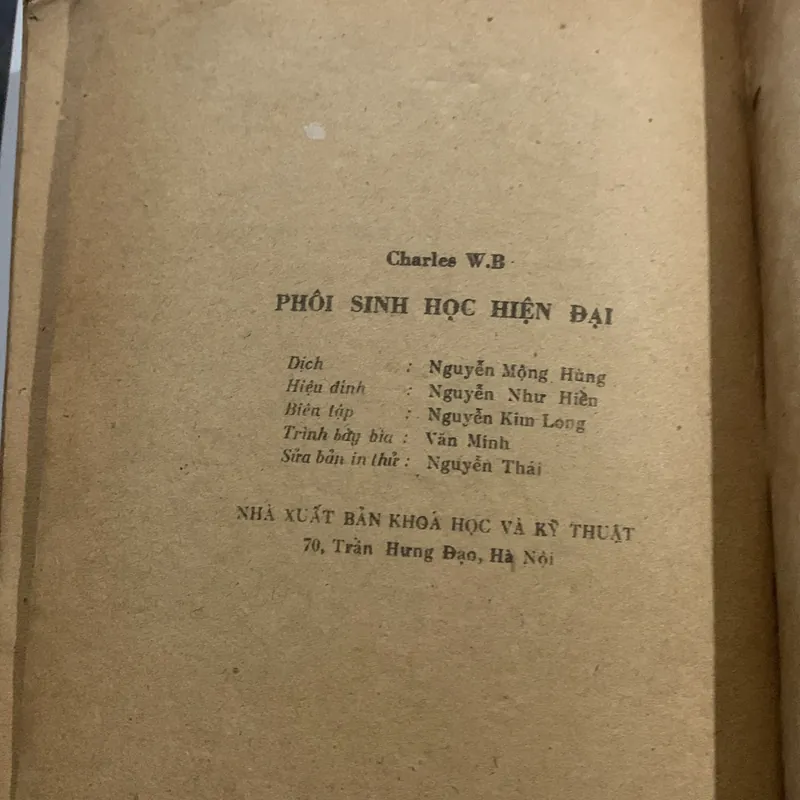 Charles W.B
PHÔI SINH HỌC HIỆN ĐẠI
Dịch : Nguyễn Mộng Hùng
Hiệu đính : Nguyễn Như Hiền
Biên tập : Nguyễn Kim Long
Trình bầy bìa : Văn Minh
Sửa bản in thử : Nguyễn Thái
NHÀ XUẤT BẢN KHOA HỌC VÀ KỸ THUẬT
70, Trần Hưng Đạo, Hà Nội